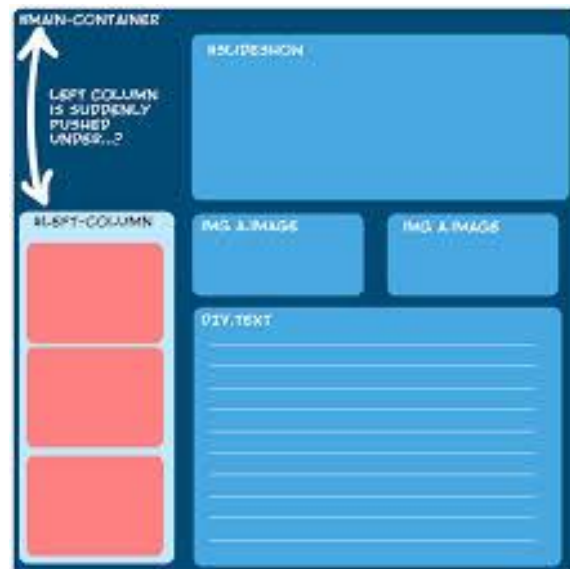 #MAIN-CONTAINER
#SLIDESHOW
LEFT COLUMN
IS SUDDENLY
PUSHED
UNDER...?
#LEFT-COLUMN
IMG A.IMAGE
IMG A.IMAGE
DIV.TEXT